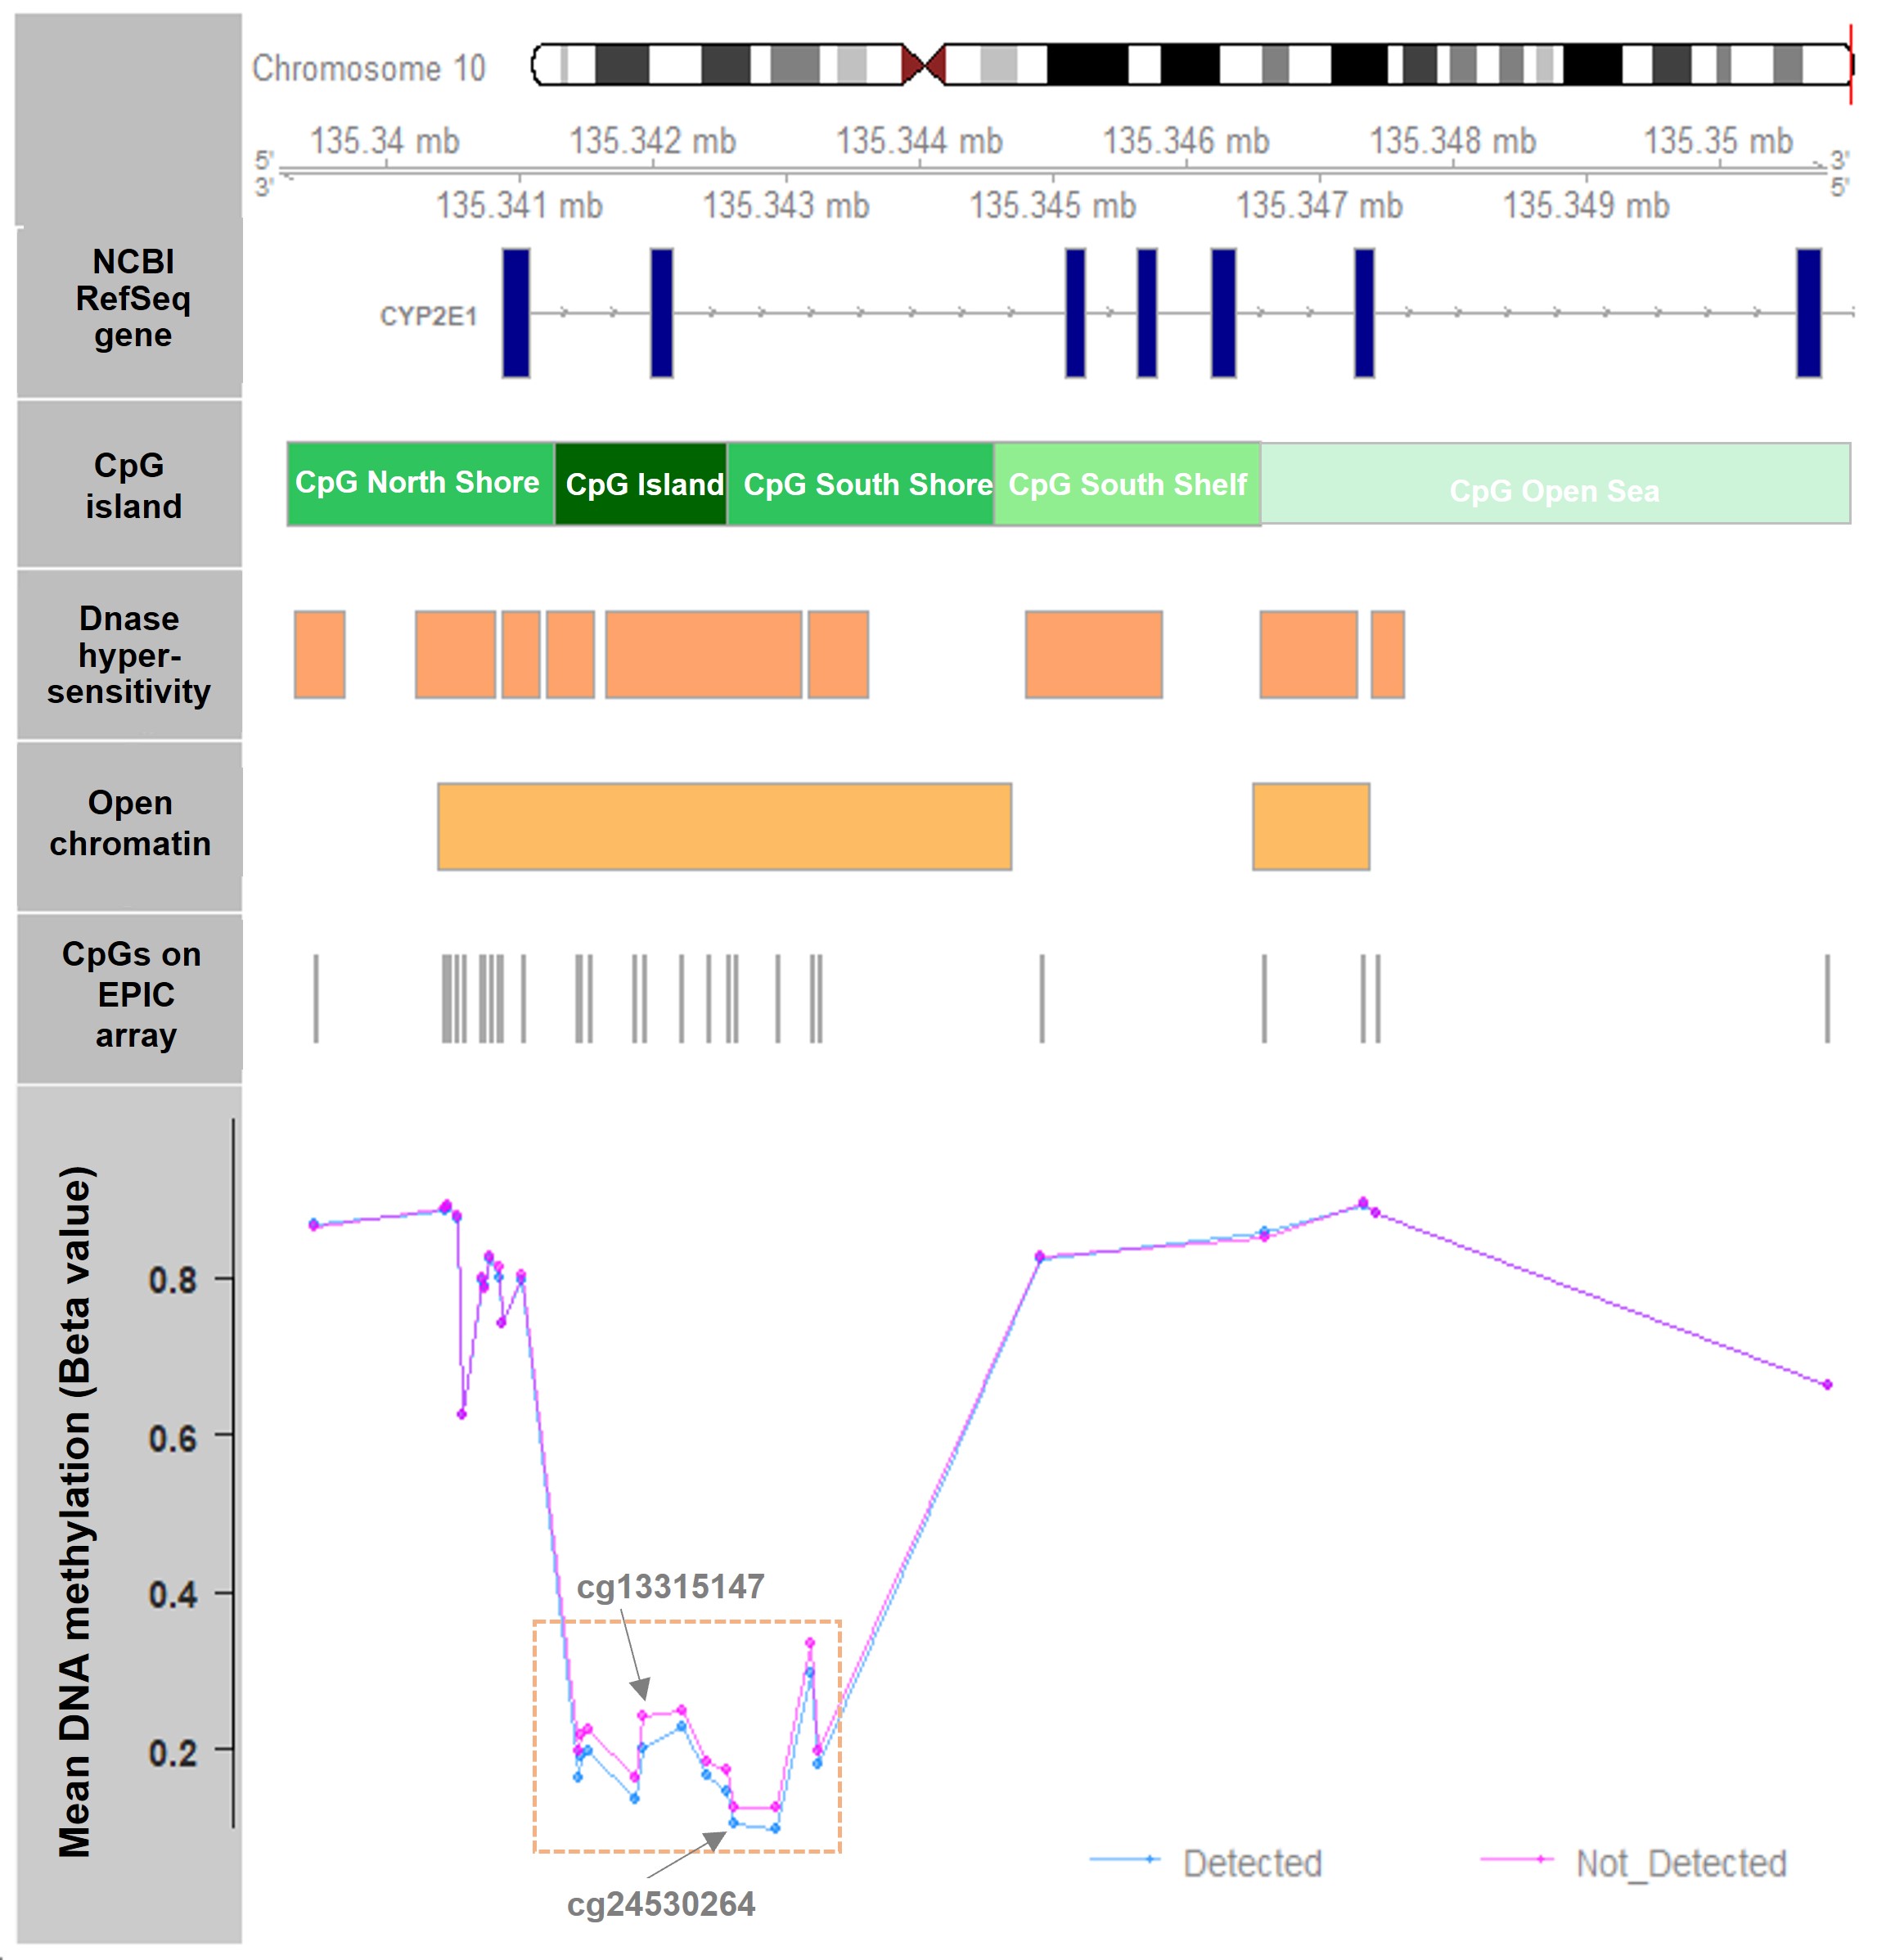 Chromosome 10
135.34 mb 135.342 mb 135.344 mb 135.346 mb 135.348 mb 135.35 mb
5' 3'
3' 5'
135.341 mb 135.343 mb 135.345 mb 135.347 mb 135.349 mb
NCBI
RefSeq
gene
CYP2E1
CpG
island
CpG North Shore CpG Island CpG South Shore CpG South Shelf CpG Open Sea
Dnase
hyper-
sensitivity
Open
chromatin
CpGs on
EPIC
array
Mean DNA methylation (Beta value)
0.8
0.6
0.4
0.2
cg13315147
cg24530264
Detected Not_Detected